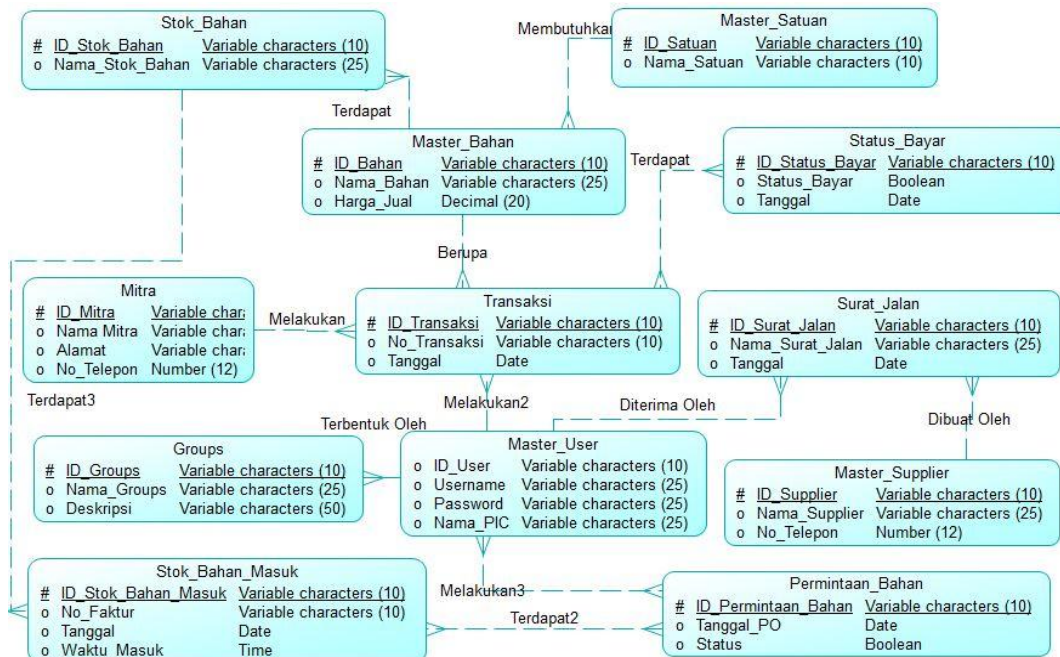 Stok_Bahan
# ID_Stok_Bahan Variable characters (10)
o Nama_Stok_Bahan Variable characters (25)
Membutuhkan
Master_Satuan
# ID_Satuan Variable characters (10)
o Nama_Satuan Variable characters (10)
Terdapat
Master_Bahan
# ID_Bahan Variable characters (10)
o Nama_Bahan Variable characters (25)
o Harga_Jual Decimal (20)
Terdapat
Status_Bayar
# ID_Status_Bayar Variable characters (10)
o Status_Bayar Boolean
o Tanggal Date
Berupa
Mitra
# ID_Mitra Variable chara
o Nama Mitra Variable chara
o Alamat Variable chara
o No_Telepon Number (12)
Melakukan
Transaksi
# ID_Transaksi Variable characters (10)
o No_Transaksi Variable characters (10)
o Tanggal Date
Surat_Jalan
# ID_Surat_Jalan Variable characters (10)
o Nama_Surat_Jalan Variable characters (25)
o Tanggal Date
Terdapat3
Melakukan2
Diterima Oleh
Dibuat Oleh
Terbentuk Oleh
Groups
# ID_Groups Variable characters (10)
o Nama_Groups Variable characters (25)
o Deskripsi Variable characters (50)
Master_User
o ID_User Variable characters (10)
o Username Variable characters (25)
o Password Variable characters (25)
o Nama_PIC Variable characters (25)
Master_Supplier
# ID_Supplier Variable characters (10)
o Nama_Supplier Variable characters (25)
o No_Telepon Number (12)
Stok_Bahan_Masuk
# ID_Stok_Bahan_Masuk Variable characters (10)
o No_Faktur Variable characters (10)
o Tanggal Date
o Waktu_Masuk Time
Melakukan3
Terdapat2
Permintaan_Bahan
# ID_Permintaan_Bahan Variable characters (10)
o Tanggal_PO Date
o Status Boolean